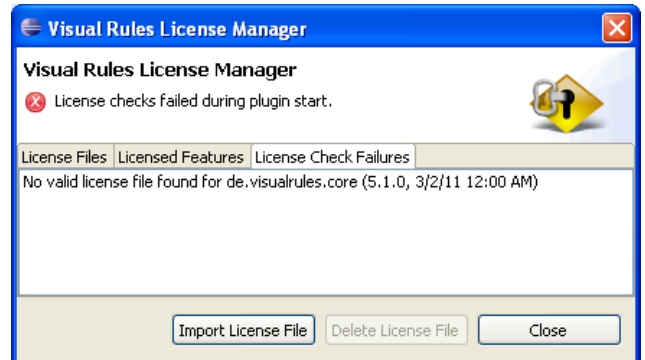 Visual Rules License Manager
Visual Rules License Manager
License checks failed during plugin start.
License Files Licensed Features License Check Failures
No valid license file found for de.visualrules.core (5.1.0, 3/2/11 12:00 AM)
Import License File Delete License File Close